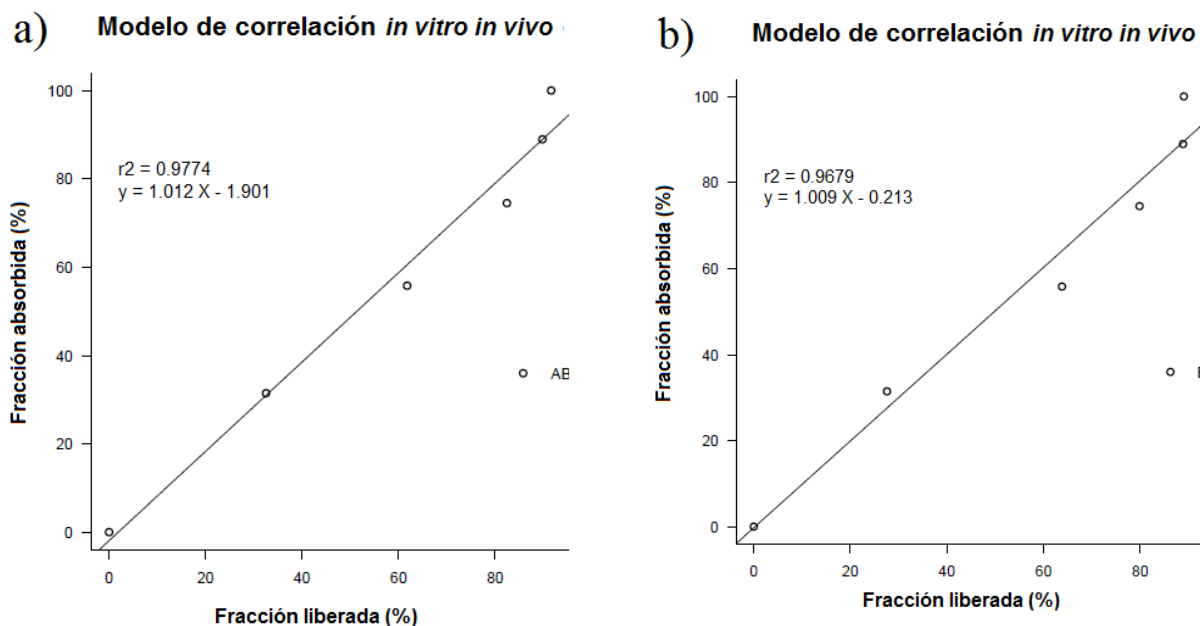 a)
Modelo de correlación in vitro in vivo
r2 = 0.9774
y = 1.012 X - 1.901
100
80
60
40
20
0
0 20 40 60 80
Fracción absorbida (%)
Fracción liberada (%)
AB
b)
Modelo de correlación in vitro in vivo
r2 = 0.9679
y = 1.009 X - 0.213
100
80
60
40
20
0
0 20 40 60 80
Fracción absorbida (%)
Fracción liberada (%)